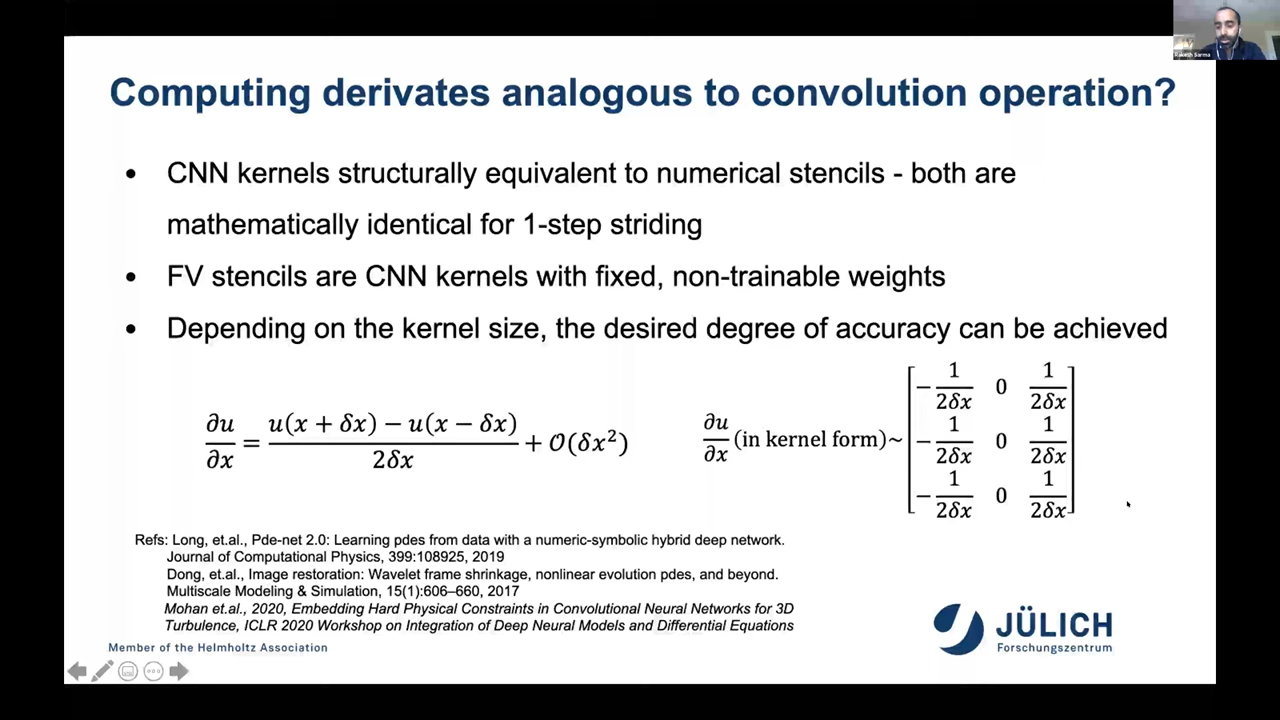 Rakesh Sarma
Computing derivates analogous to convolution operation?
• CNN kernels structurally equivalent to numerical stencils - both are
mathematically identical for 1-step striding
• FV stencils are CNN kernels with fixed, non-trainable weights
• Depending on the kernel size, the desired degree of accuracy can be achieved
∂u/∂x = (u(x + δx) − u(x − δx))/(2δx) + O(δx²)
∂u/∂x (in kernel form)~ [−1/(2δx) 0 1/(2δx)
−1/(2δx) 0 1/(2δx)
−1/(2δx) 0 1/(2δx)]
Refs: Long, et.al., Pde-net 2.0: Learning pdes from data with a numeric-symbolic hybrid deep network.
Journal of Computational Physics, 399:108925, 2019
Dong, et.al., Image restoration: Wavelet frame shrinkage, nonlinear evolution pdes, and beyond.
Multiscale Modeling & Simulation, 15(1):606–660, 2017
Mohan et.al., 2020, Embedding Hard Physical Constraints in Convolutional Neural Networks for 3D
Turbulence, ICLR 2020 Workshop on Integration of Deep Neural Models and Differential Equations
Member of the Helmholtz Association
JÜLICH
Forschungszentrum